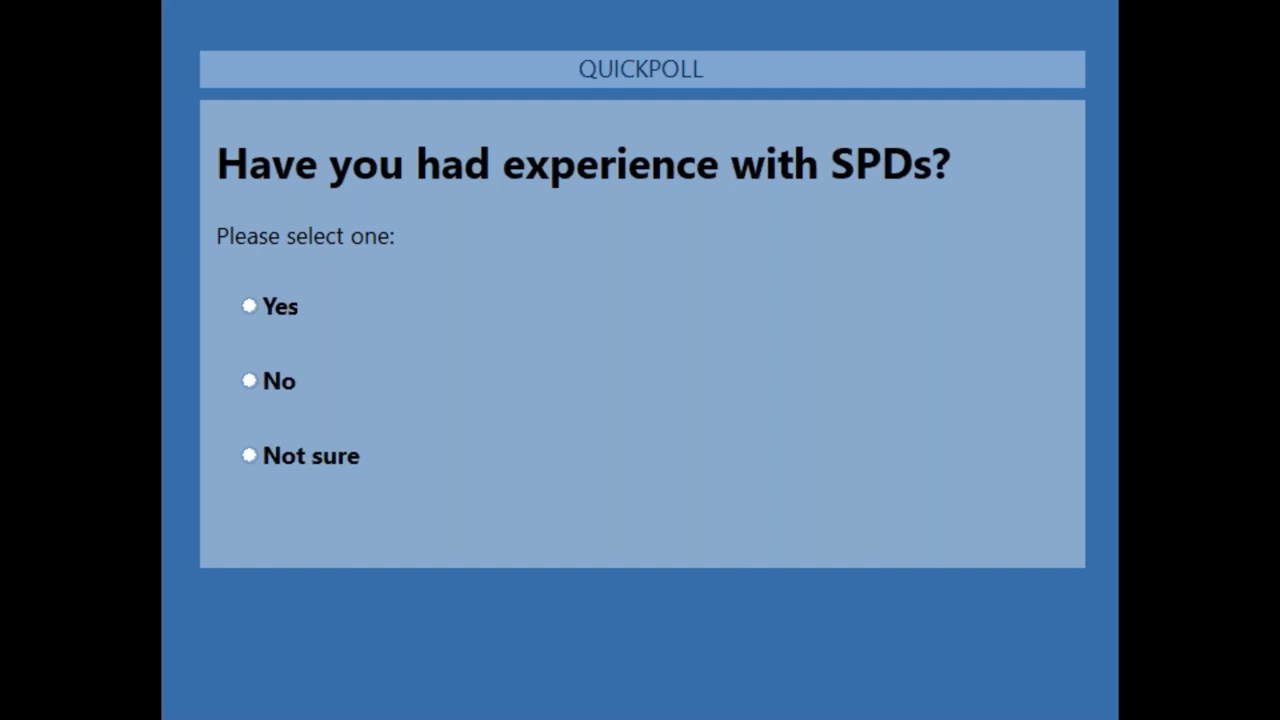 QUICKPOLL
Have you had experience with SPDs?
Please select one:
Yes
No
Not sure